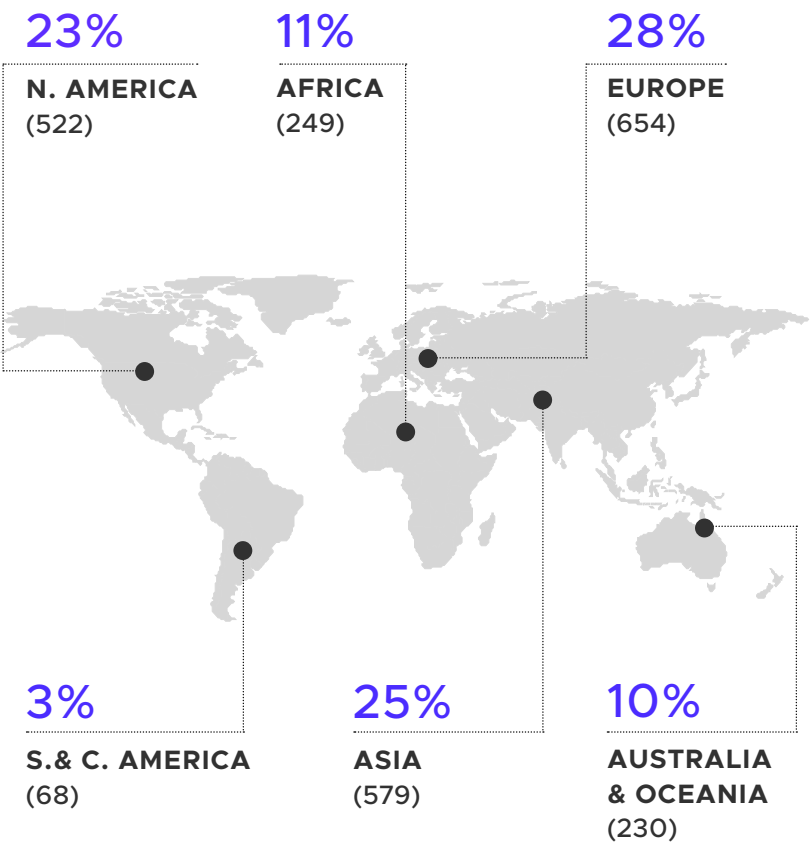 23%
N. AMERICA
(522)
11%
AFRICA
(249)
28%
EUROPE
(654)
3%
S.& C. AMERICA
(68)
25%
ASIA
(579)
10%
AUSTRALIA
& OCEANIA
(230)